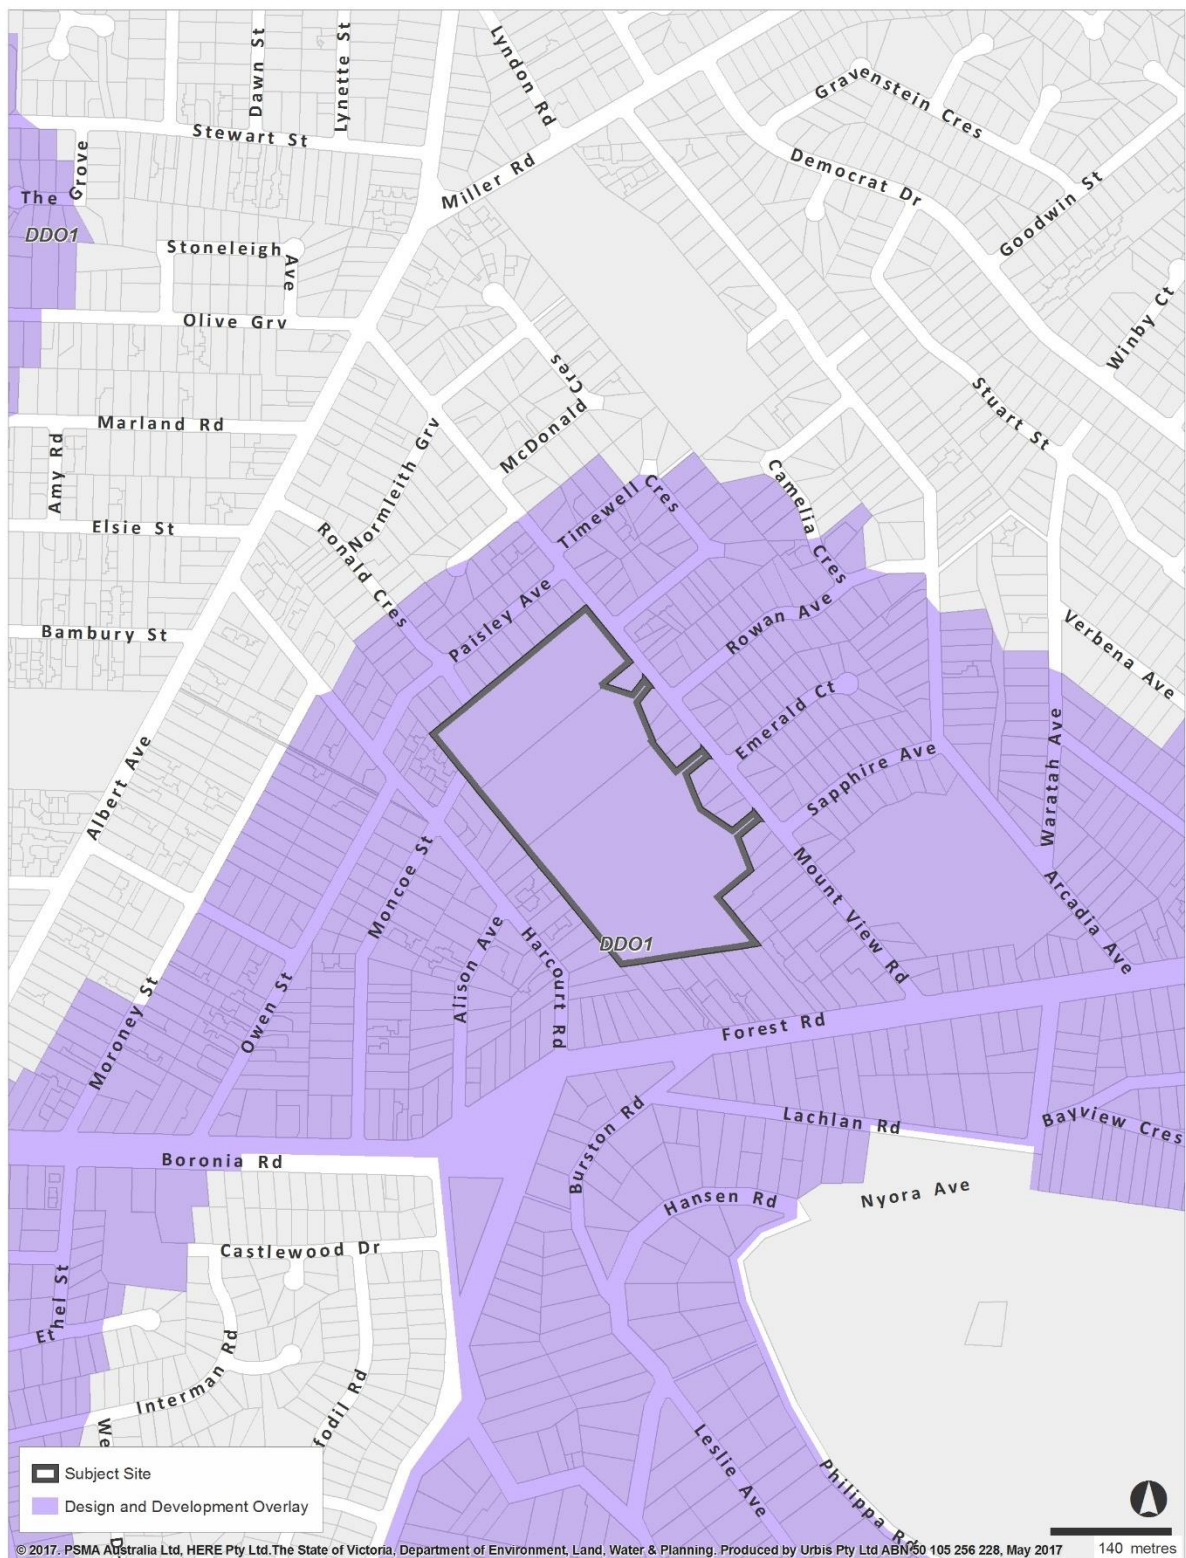 Dawn St
Lynette St
Lyndon Rd
Gravenstein Cres
Stewart St
Miller Rd
Democrat Dr
Goodwin St
The Grove
DDO1
Stoneleigh Ave
Olive Grv
Winby Ct
Stuart St
Marland Rd
Amy Rd
McDonald Cres
Normleith Grv
Elsie St
Ronald Cres
Timewell Cres
Camelia Cres
Paisley Ave
Rowan Ave
Bambury St
Verbena Ave
Emerald Ct
Sapphire Ave
Waratah Ave
Albert Ave
Moncoe St
Mount View Rd
Arcadia Ave
Alison Ave
Harcourt Rd
DDO1
Owen St
Moroney St
Forest Rd
Lachlan Rd
Bayview Cres
Burston Rd
Boronia Rd
Hansen Rd
Nyora Ave
Castlewood Dr
Ethel St
Interman Rd
fodil Rd
We
Leslie Ave
Philippa Rd
Subject Site
Design and Development Overlay
140 metres
© 2017. PSMA Australia Ltd, HERE Pty Ltd.The State of Victoria, Department of Environment, Land, Water & Planning. Produced by Urbis Pty Ltd ABN 50 105 256 228, May 2017